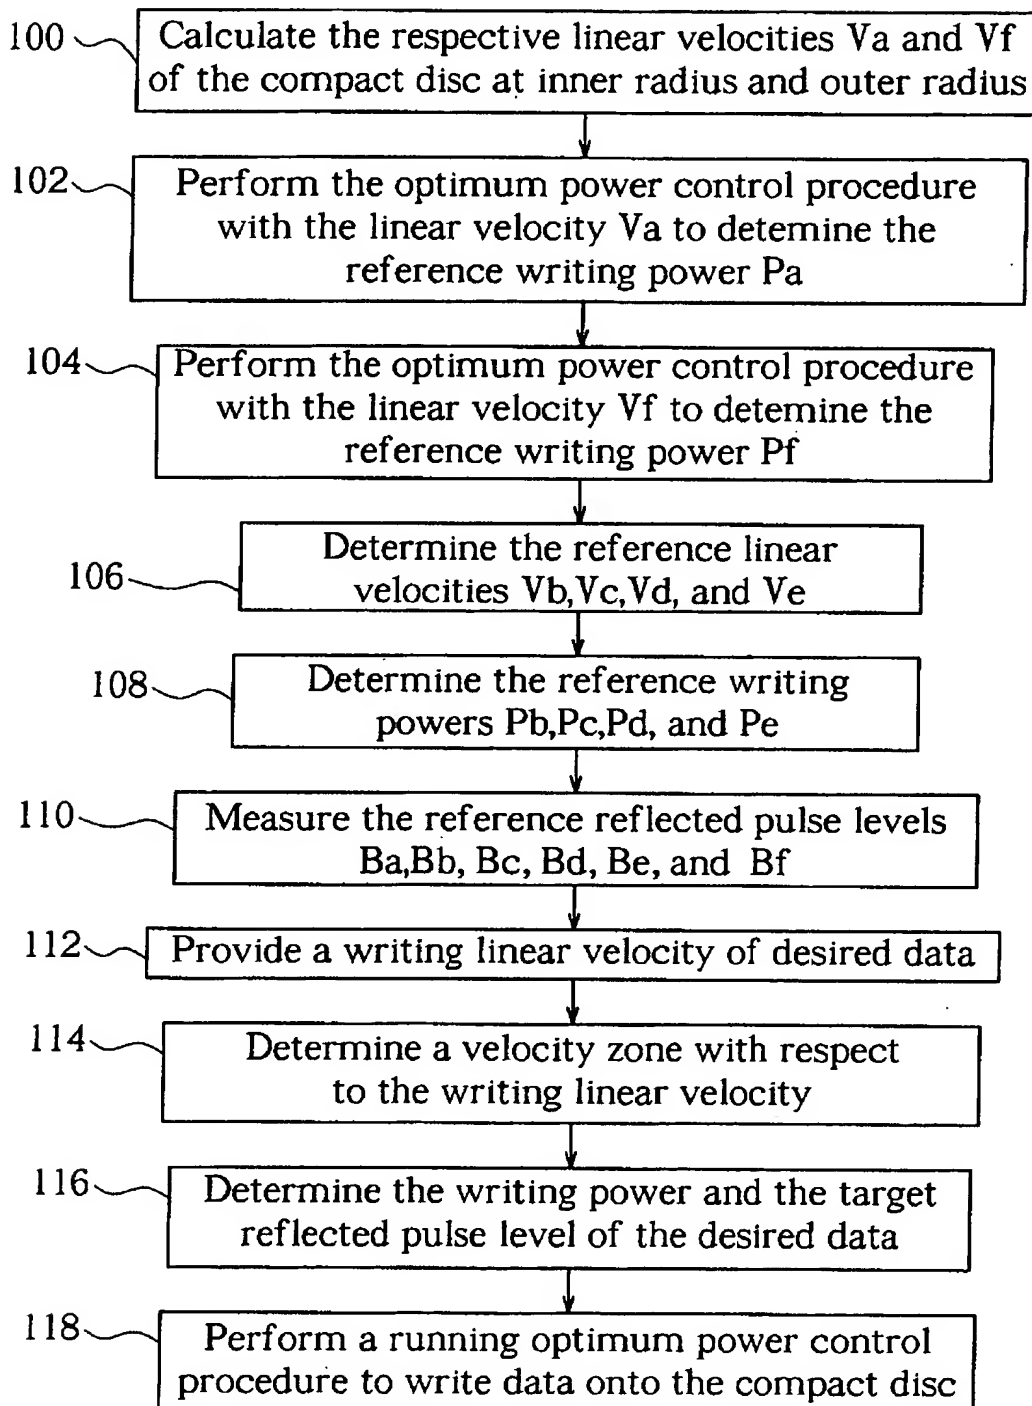 100
Calculate the respective linear velocities Va and Vf
of the compact disc at inner radius and outer radius
102
Perform the optimum power control procedure
with the linear velocity Va to detemine the
reference writing power Pa
104
Perform the optimum power control procedure
with the linear velocity Vf to detemine the
reference writing power Pf
106
Determine the reference linear
velocities Vb,Vc,Vd, and Ve
108
Determine the reference writing
powers Pb,Pc,Pd, and Pe
110
Measure the reference reflected pulse levels
Ba,Bb, Bc, Bd, Be, and Bf
112
Provide a writing linear velocity of desired data
114
Determine a velocity zone with respect
to the writing linear velocity
116
Determine the writing power and the target
reflected pulse level of the desired data
118
Perform a running optimum power control
procedure to write data onto the compact disc